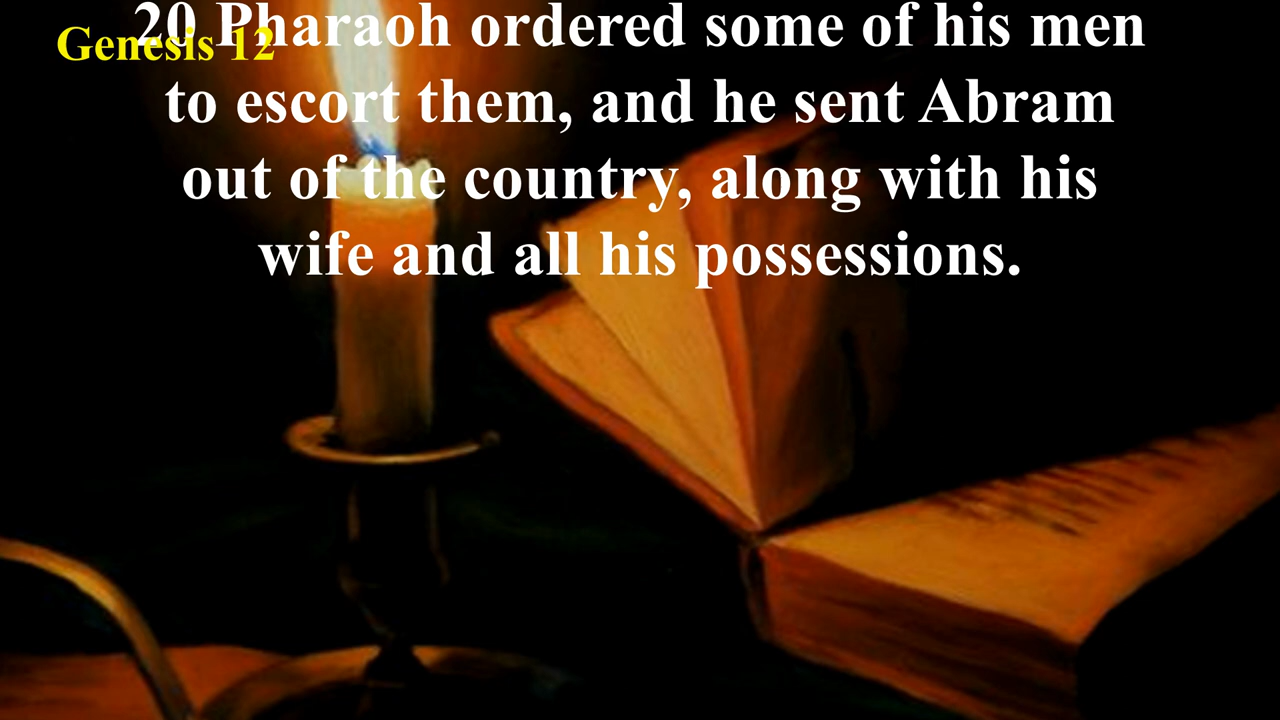 Genesis 12
20 Pharaoh ordered some of his men
to escort them, and he sent Abram
out of the country, along with his
wife and all his possessions.